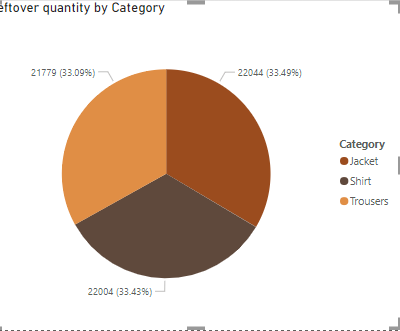 eftover quantity by Category
21779 (33.09%)
22044 (33.49%)
Category
Jacket
Shirt
Trousers
22004 (33.43%)